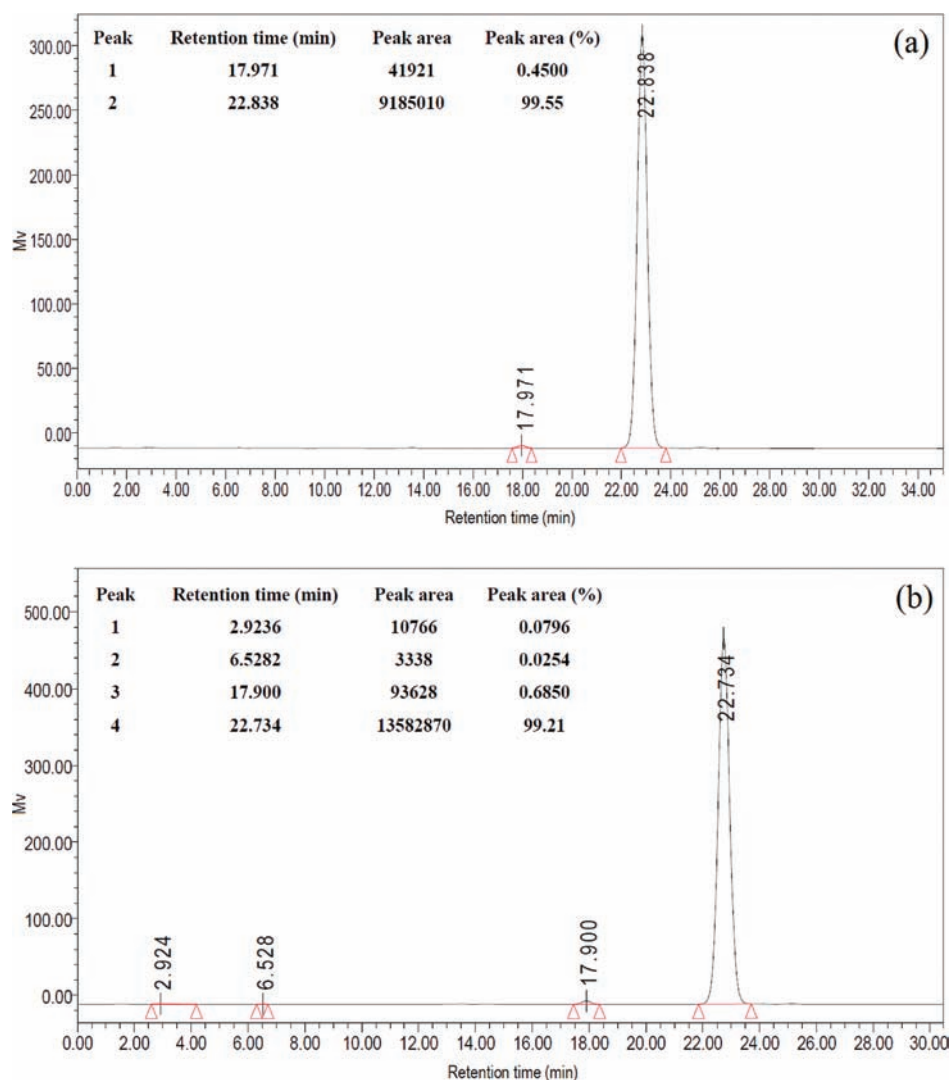 (a)
Peak Retention time (min) Peak area Peak area (%)
1 17.971 41921 0.4500
2 22.838 9185010 99.55
300.00
250.00
200.00
150.00
100.00
50.00
0.00
Mv
17.971
22.838
0.00 2.00 4.00 6.00 8.00 10.00 12.00 14.00 16.00 18.00 20.00 22.00 24.00 26.00 28.00 30.00 32.00 34.00
Retention time (min)
(b)
Peak Retention time (min) Peak area Peak area (%)
1 2.9236 10766 0.0796
2 6.5282 3338 0.0254
3 17.900 93628 0.6850
4 22.734 13582870 99.21
500.00
400.00
300.00
200.00
100.00
0.00
Mv
2.924
6.528
17.900
22.734
0.00 2.00 4.00 6.00 8.00 10.00 12.00 14.00 16.00 18.00 20.00 22.00 24.00 26.00 28.00 30.00
Retention time (min)